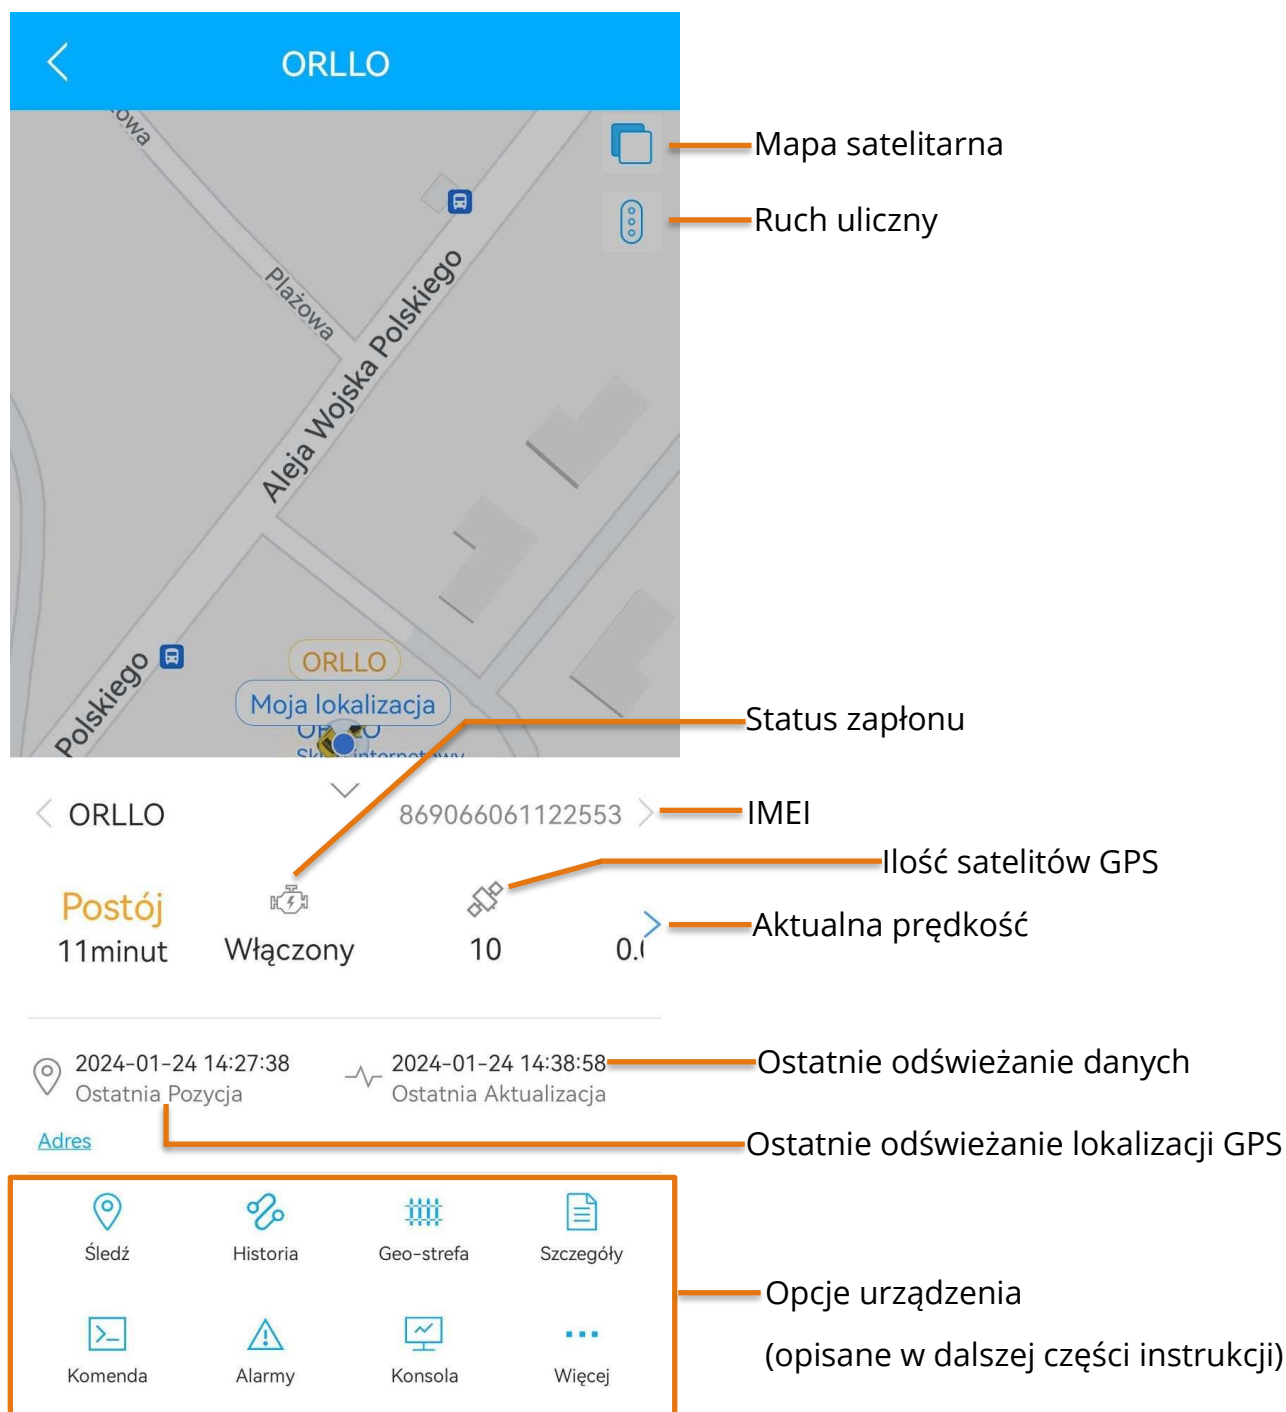 ORLLO
Mapa satelitarna
Ruch uliczny
Plażowa
Aleja Wojska Polskiego
Polskiego
ORLLO
Moja lokalizacja
Status zapłonu
ORLLO
869066061122553
IMEI
Ilość satelitów GPS
Postój
11minut
Włączony
10
Aktualna prędkość
2024-01-24 14:27:38
Ostatnia Pozycja
2024-01-24 14:38:58
Ostatnia Aktualizacja
Ostatnie odświeżanie danych
Adres
Ostatnie odświeżanie lokalizacji GPS
Śledź
Historia
Geo-strefa
Szczegóły
Komenda
Alarmy
Konsola
Więcej
Opcje urządzenia
(opisane w dalszej części instrukcji)